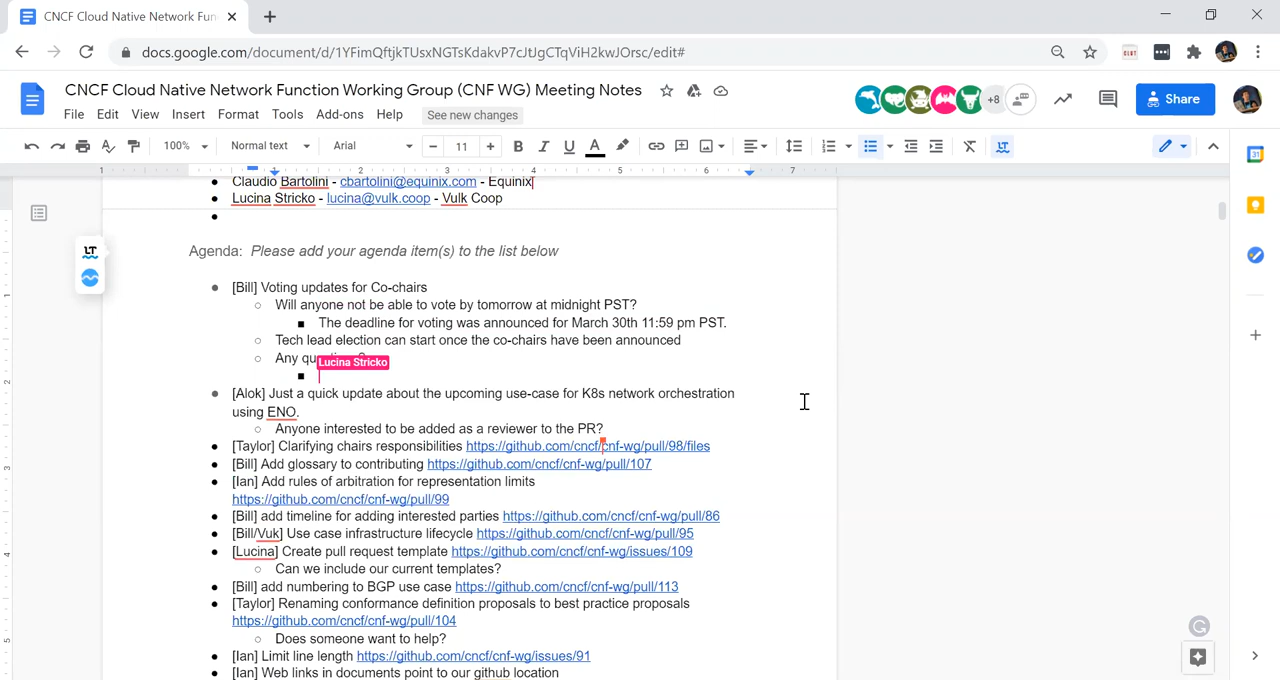 CNCF Cloud Native Network Fun
docs.google.com/document/d/1YFimQftjkTUsxNGTsKdakvP7cJtJgCTqViH2kwJOrsc/edit#
CNCF Cloud Native Network Function Working Group (CNF WG) Meeting Notes
+8
Share
File Edit View Insert Format Tools Add-ons Help See new changes
100% Normal text Arial 11 B I U A
1 1 2 3 4 5 6 7
Claudio Bartolini - cbartolini@equinix.com - Equinix
Lucina Stricko - lucina@vulk.coop - Vulk Coop
Agenda: Please add your agenda item(s) to the list below
[Bill] Voting updates for Co-chairs
Will anyone not be able to vote by tomorrow at midnight PST?
The deadline for voting was announced for March 30th 11:59 pm PST.
Tech lead election can start once the co-chairs have been announced
Any
Lucina Stricko
[Alok] Just a quick update about the upcoming use-case for K8s network orchestration
using ENO.
Anyone interested to be added as a reviewer to the PR?
[Taylor] Clarifying chairs responsibilities https://github.com/cncf/cnf-wg/pull/98/files
[Bill] Add glossary to contributing https://github.com/cncf/cnf-wg/pull/107
[Ian] Add rules of arbitration for representation limits
https://github.com/cncf/cnf-wg/pull/99
[Bill] add timeline for adding interested parties https://github.com/cncf/cnf-wg/pull/86
[Bill/Vuk] Use case infrastructure lifecycle https://github.com/cncf/cnf-wg/pull/95
[Lucina] Create pull request template https://github.com/cncf/cnf-wg/issues/109
Can we include our current templates?
[Bill] add numbering to BGP use case https://github.com/cncf/cnf-wg/pull/113
[Taylor] Renaming conformance definition proposals to best practice proposals
https://github.com/cncf/cnf-wg/pull/104
Does someone want to help?
[Ian] Limit line length https://github.com/cncf/cnf-wg/issues/91
[Ian] Web links in documents point to our github location